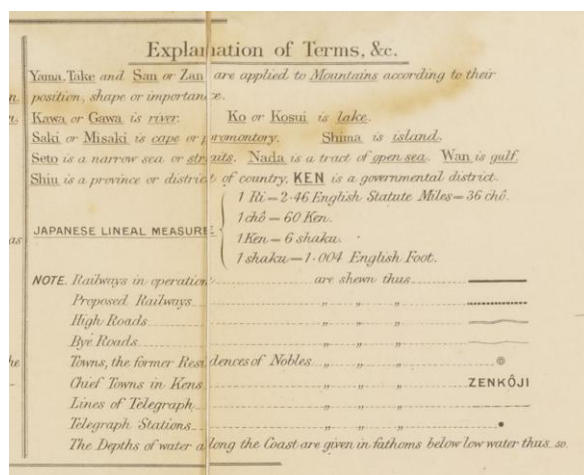 Explanation of Terms, &c.
Yama, Take and San or Zan are applied to Mountains according to their
position, shape or importance.
Kawa or Gawa is river. Ko or Kosui is lake.
Saki or Misaki is cape or promontory. Shima is island.
Seto is a narrow sea or straits. Nada is a tract of open sea. Wan is gulf.
Shiu is a province or district of country, KEN is a governmental district.
JAPANESE LINEAL MEASURE
1 Ri = 2·46 English Statute Miles = 36 chô.
1 chô = 60 Ken.
1 Ken = 6 shaku.
1 shaku = 1·004 English Foot.
NOTE. Railways in operation are shewn thus
Proposed Railways " " "
High Roads " " "
Bye Roads " " "
Towns, the former Residences of Nobles " " "
Chief Towns in Kens " " " ZENKÔJI
Lines of Telegraph " " "
Telegraph Stations " " "
The Depths of water along the Coast are given in fathoms below low water thus. 50.